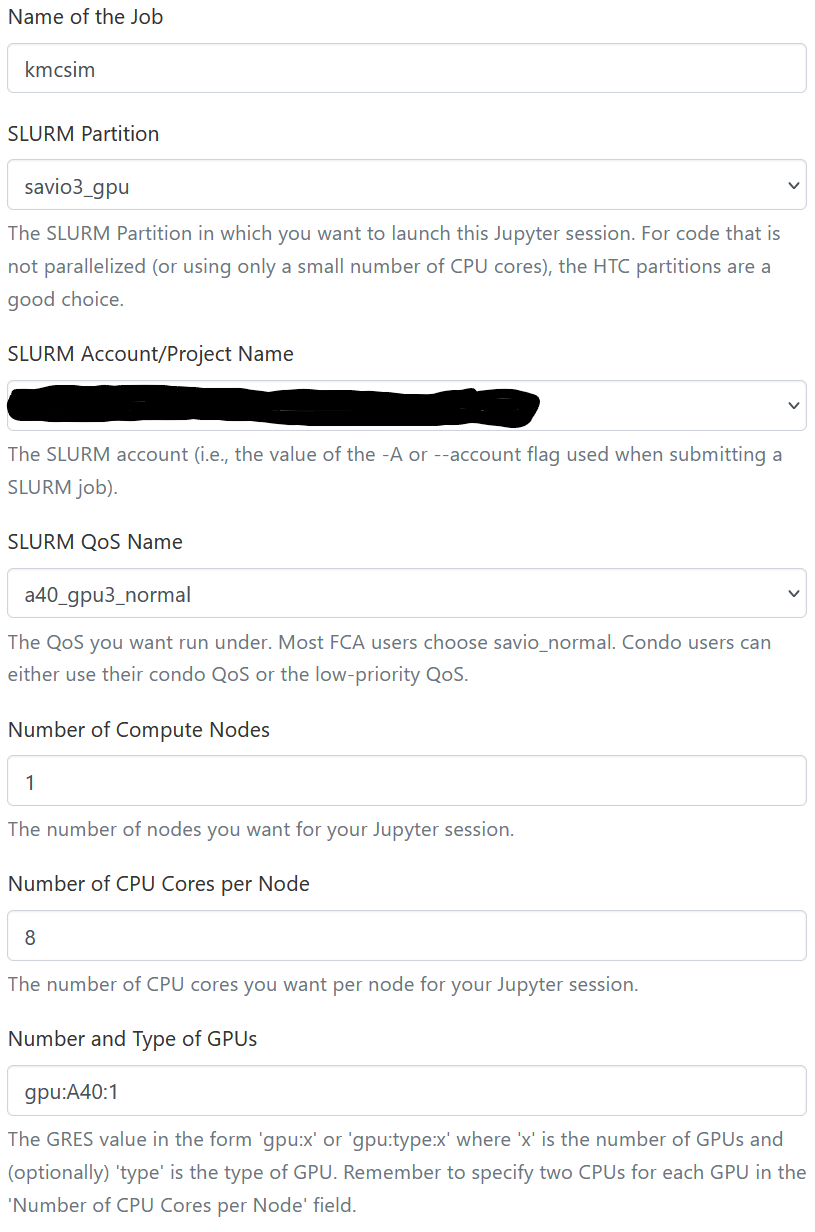 Name of the Job
kmcsim
SLURM Partition
savio3_gpu
The SLURM Partition in which you want to launch this Jupyter session. For code that is
not parallelized (or using only a small number of CPU cores), the HTC partitions are a
good choice.
SLURM Account/Project Name
The SLURM account (i.e., the value of the -A or --account flag used when submitting a
SLURM job).
SLURM QoS Name
a40_gpu3_normal
The QoS you want run under. Most FCA users choose savio_normal. Condo users can
either use their condo QoS or the low-priority QoS.
Number of Compute Nodes
1
The number of nodes you want for your Jupyter session.
Number of CPU Cores per Node
8
The number of CPU cores you want per node for your Jupyter session.
Number and Type of GPUs
gpu:A40:1
The GRES value in the form 'gpu:x' or 'gpu:type:x' where 'x' is the number of GPUs and
(optionally) 'type' is the type of GPU. Remember to specify two CPUs for each GPU in the
'Number of CPU Cores per Node' field.